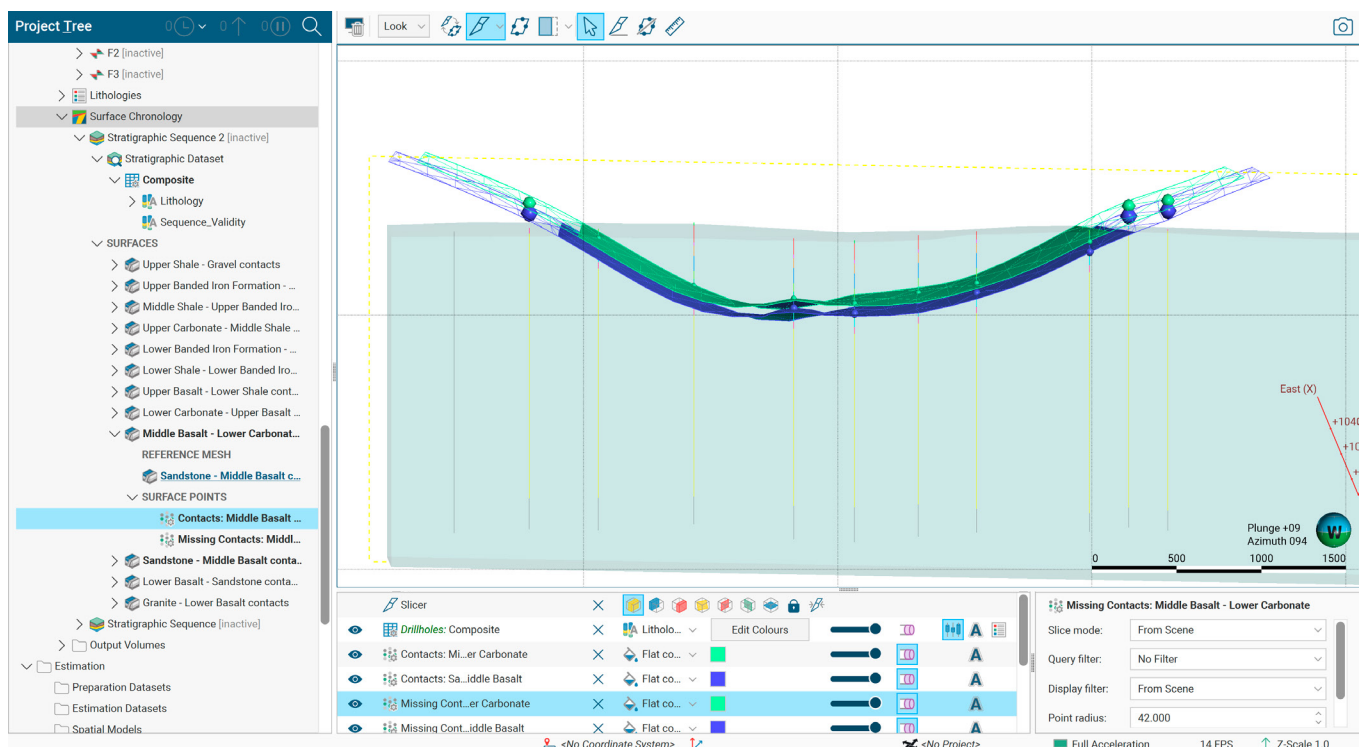 Project Tree 0 0 0
F2 [inactive]
F3 [inactive]
Lithologies
Surface Chronology
Stratigraphic Sequence 2 [inactive]
Stratigraphic Dataset
Composite
Lithology
Sequence_Validity
SURFACES
Upper Shale - Gravel contacts
Upper Banded Iron Formation - ...
Middle Shale - Upper Banded Iro...
Upper Carbonate - Middle Shale ...
Lower Banded Iron Formation - ...
Lower Shale - Lower Banded Iro...
Upper Basalt - Lower Shale cont...
Lower Carbonate - Upper Basalt ...
Middle Basalt - Lower Carbonat...
REFERENCE MESH
Sandstone - Middle Basalt c...
SURFACE POINTS
Contacts: Middle Basalt ...
Missing Contacts: Middl...
Sandstone - Middle Basalt conta..
Lower Basalt - Sandstone conta...
Granite - Lower Basalt contacts
Stratigraphic Sequence [inactive]
Output Volumes
Estimation
Preparation Datasets
Estimation Datasets
Spatial Models
Look
East (X)
+1040
+10
Plunge +09
Azimuth 094
W
0 500 1000 1500
Slicer
Drillholes: Composite Litholo... Edit Colours A
Contacts: Mi...er Carbonate Flat co... A
Contacts: Sa...iddle Basalt Flat co... A
Missing Cont...er Carbonate Flat co... A
Missing Cont...iddle Basalt Flat co... A
Missing Contacts: Middle Basalt - Lower Carbonate
Slice mode: From Scene
Query filter: No Filter
Display filter: From Scene
Point radius: 42.000
<No Coordinate System> <No Project> Full Acceleration 14 FPS Z-Scale 1.0